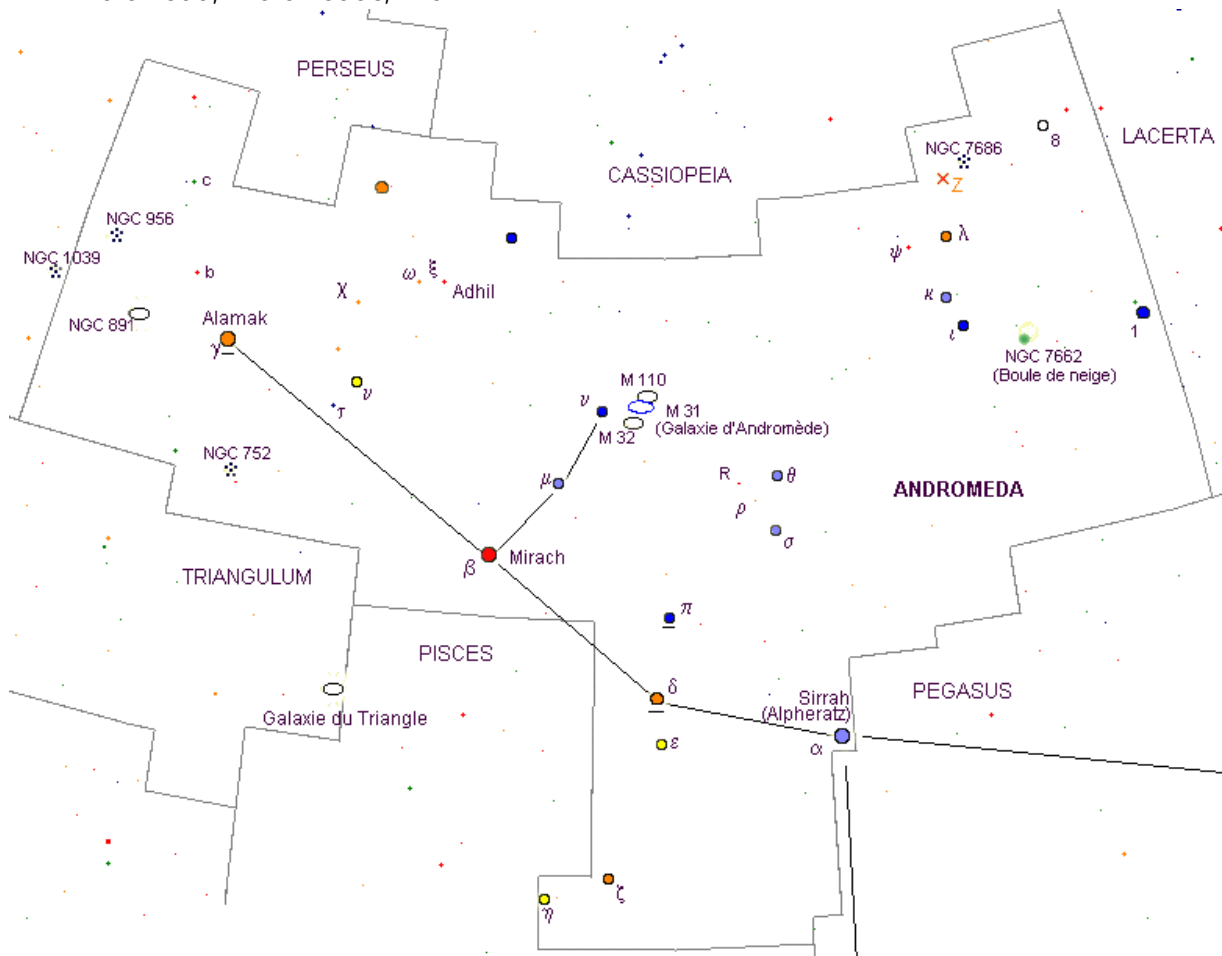 PERSEUS
CASSIOPEIA
LACERTA
8
NGC 7686
Z
c
NGC 956
NGC 1039
b
NGC 891
Alamak
γ
χ
ω
ξ
Adhil
ψ
λ
κ
ι
1
NGC 7662
(Boule de neige)
υ
τ
ν
M 110
M 31
(Galaxie d'Andromède)
M 32
NGC 752
μ
R
θ
ρ
σ
ANDROMEDA
β
Mirach
TRIANGULUM
π
PISCES
δ
Sirrah
(Alpheratz)
α
PEGASUS
Galaxie du Triangle
ε
ζ
η